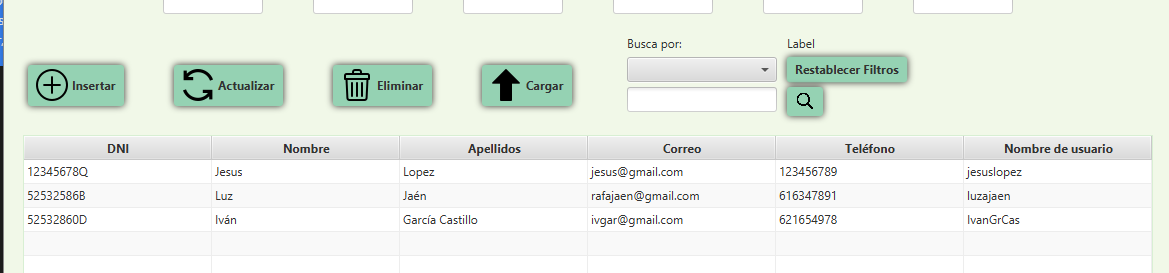 Busca por:
Label
Insertar
Actualizar
Eliminar
Cargar
Restablecer Filtros
DNI Nombre Apellidos Correo Teléfono Nombre de usuario
12345678Q Jesus Lopez jesus@gmail.com 123456789 jesuslopez
52532586B Luz Jaén rafajaen@gmail.com 616347891 luzajaen
52532860D Iván García Castillo ivgar@gmail.com 621654978 IvanGrCas